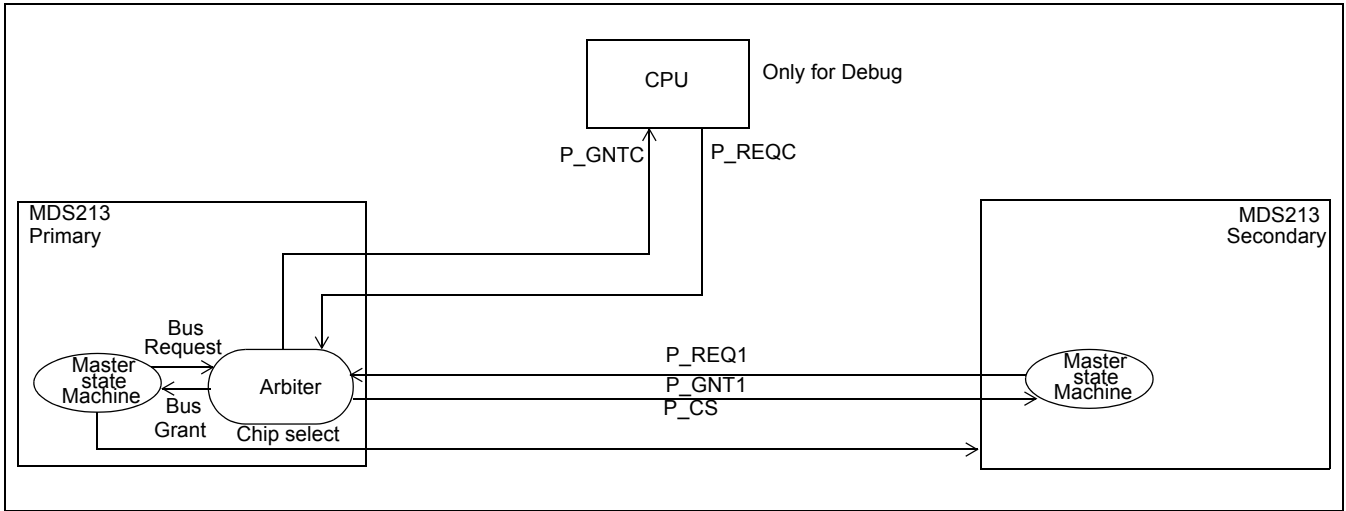 CPU
Only for Debug
P_GNTC
P_REQC
MDS213
Primary
MDS213
Secondary
Bus
Request
Master
state
Machine
Arbiter
Bus
Grant
Chip select
P_REQ1
P_GNT1
P_CS
Master
state
Machine